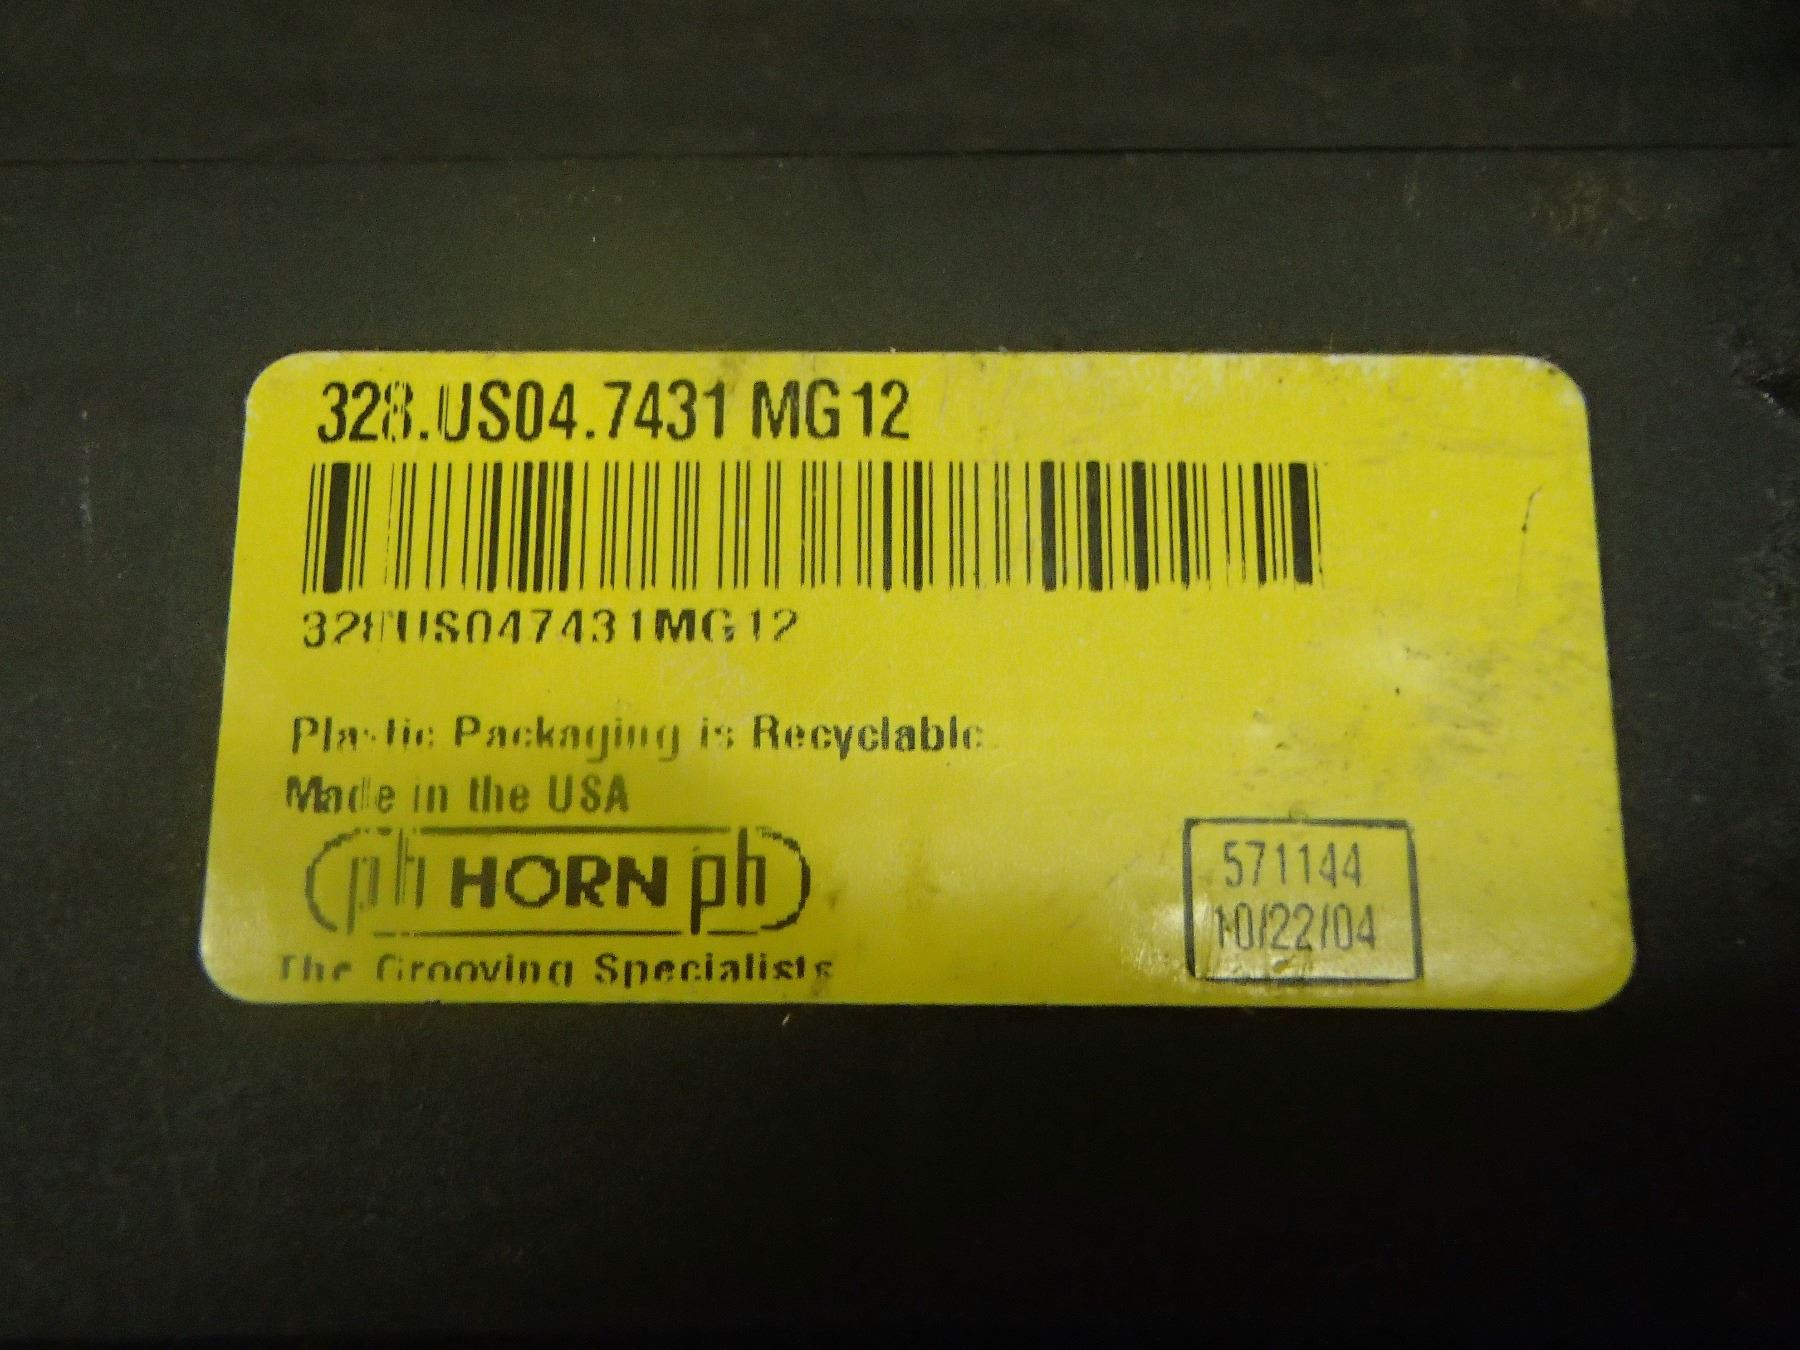 328.US04.7431 MG12
328US047431MG12
Plastic Packaging is Recyclable
Made in the USA
ph HORN ph
The Grooving Specialists
571144
10/22/04